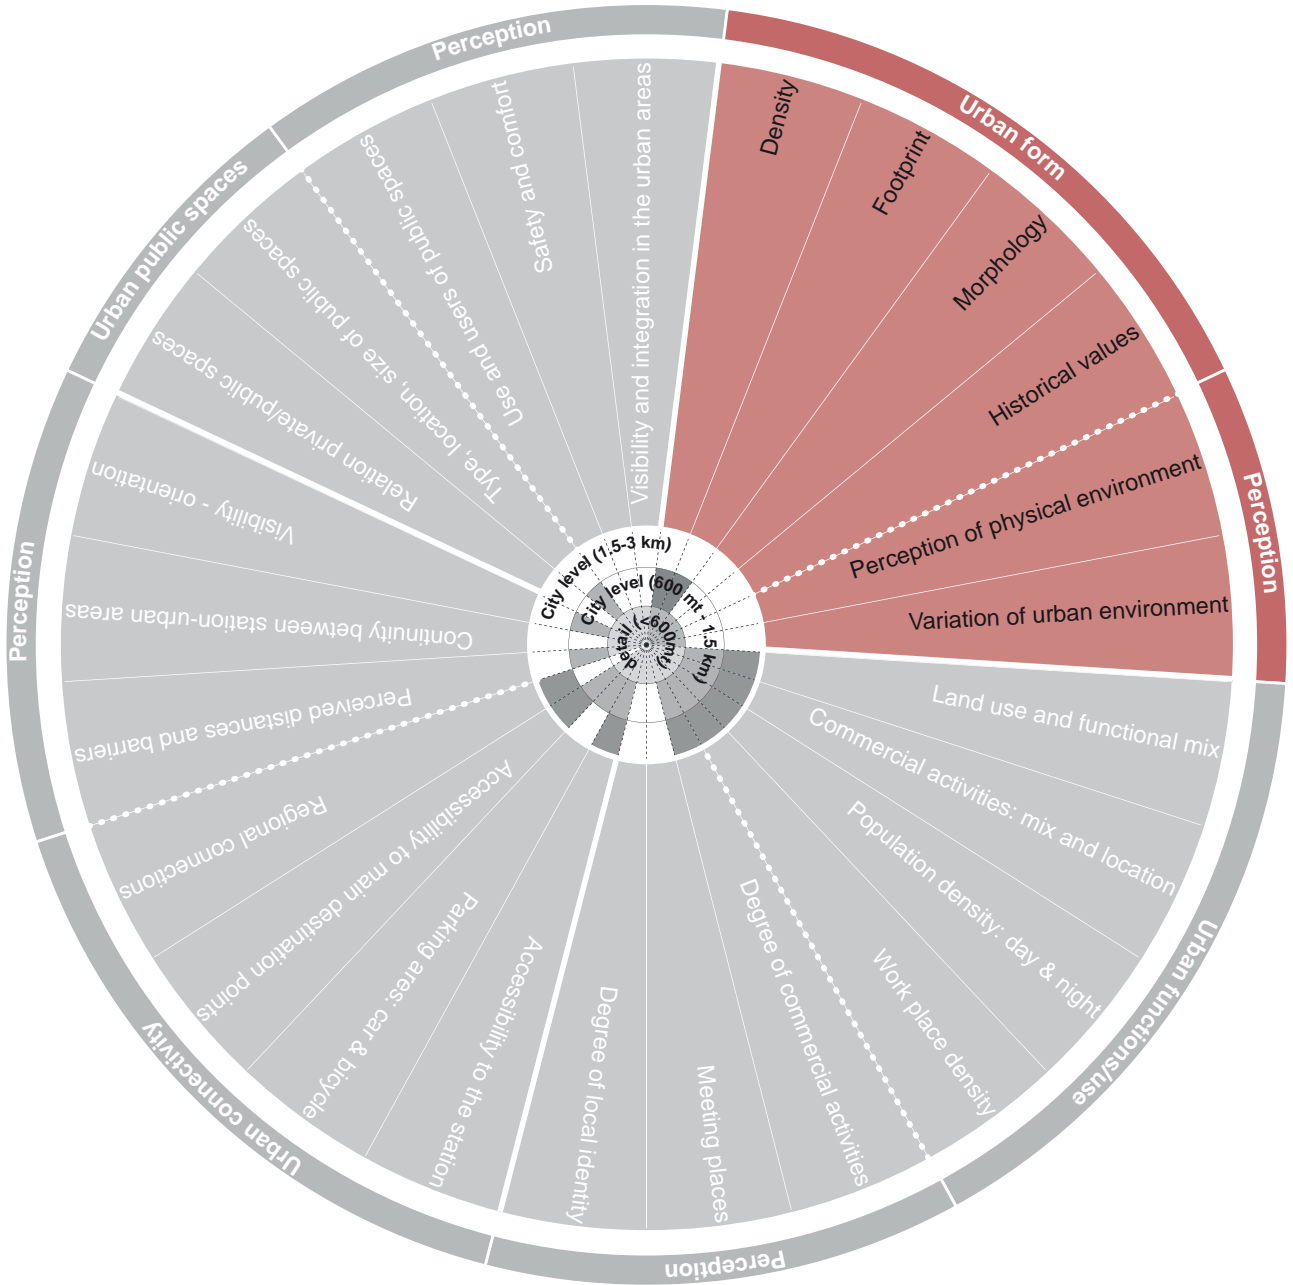 Perception
Urban form
Perception
Urban functions/use
Perception
Urban connectivity
Perception
Urban public spaces
Density
Footprint
Morphology
Historical values
Perception of physical environment
Variation of urban environment
Land use and functional mix
Commercial activities: mix and location
Population density: day & night
Work place density
Degree of commercial activities
Meeting places
Degree of local identity
Accessibility to the station
Parking ares: car & bicycle
Accessibility to main destination points
Regional connections
Perceived distances and barriers
Continuity between station-urban areas
Visibility - orientation
Relation public/private spaces
Type, location, size of public spaces
Use and users of public spaces
Safety and comfort
Visibility and integration in the urban areas
City level (1.5-3 km)
City level (600 mt - 1.5 km)
detail (<600mt)